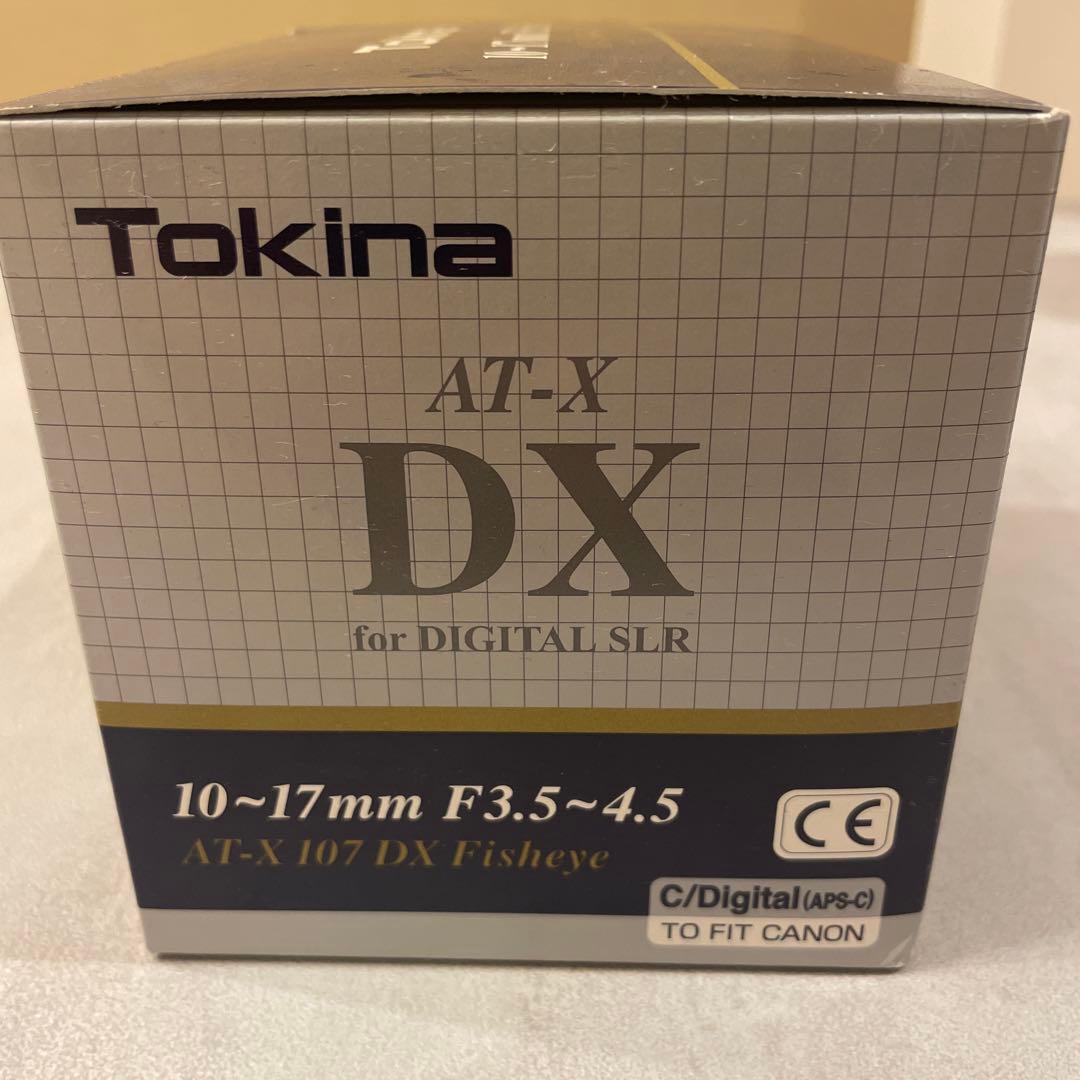 Tokina
AT-X
DX
for DIGITAL SLR
10~17mm F3.5~4.5
AT-X 107 DX Fisheye
CE
C/Digital (APS-C)
TO FIT CANON